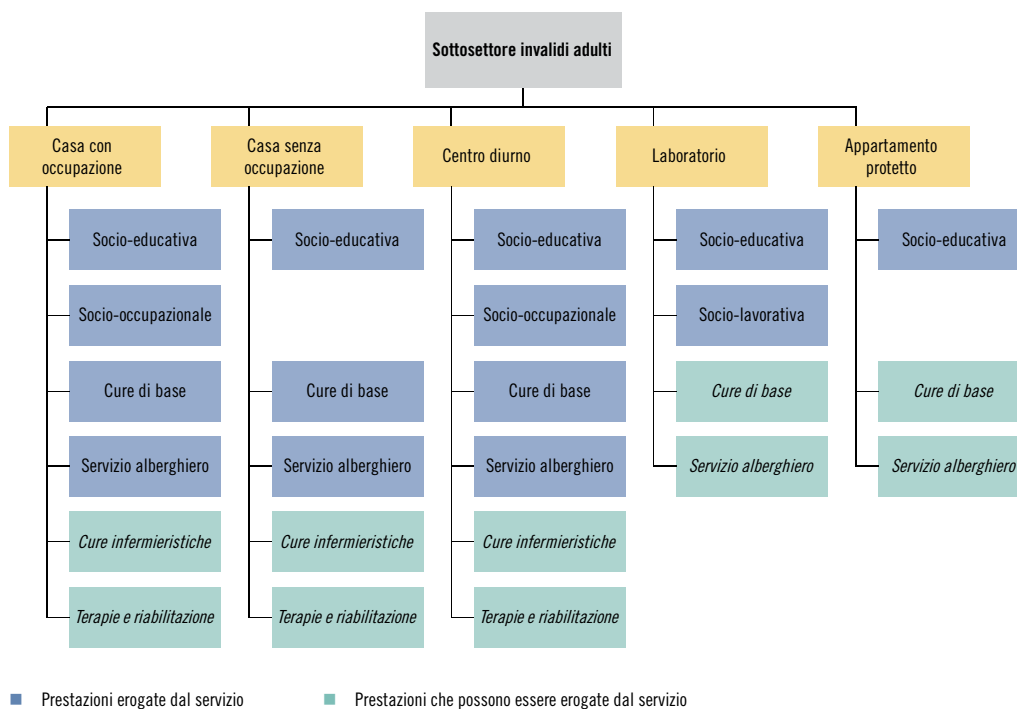 Sottosettore invalidi adulti
Casa con
occupazione
Casa senza
occupazione
Centro diurno
Laboratorio
Appartamento
protetto
Socio-educativa
Socio-educativa
Socio-educativa
Socio-educativa
Socio-educativa
Socio-occupazionale
Socio-occupazionale
Socio-lavorativa
Cure di base
Cure di base
Cure di base
Cure di base
Cure di base
Servizio alberghiero
Servizio alberghiero
Servizio alberghiero
Servizio alberghiero
Servizio alberghiero
Cure infermieristiche
Cure infermieristiche
Cure infermieristiche
Terapie e riabilitazione
Terapie e riabilitazione
Terapie e riabilitazione
Prestazioni erogate dal servizio
Prestazioni che possono essere erogate dal servizio